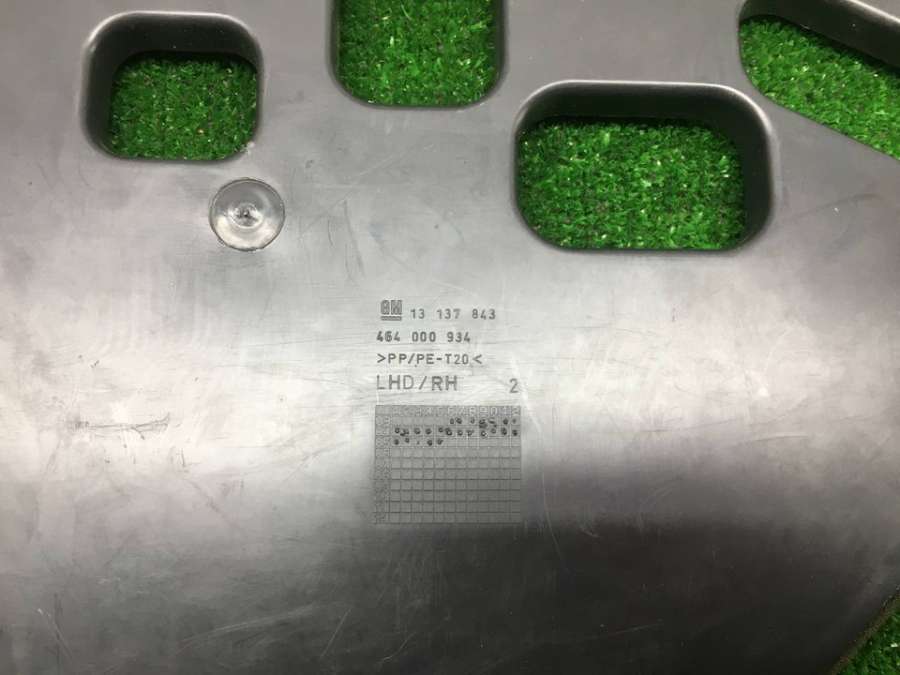 GM 13 137 843
464 000 934
>PP/PE-T20<
LHD/RH 2